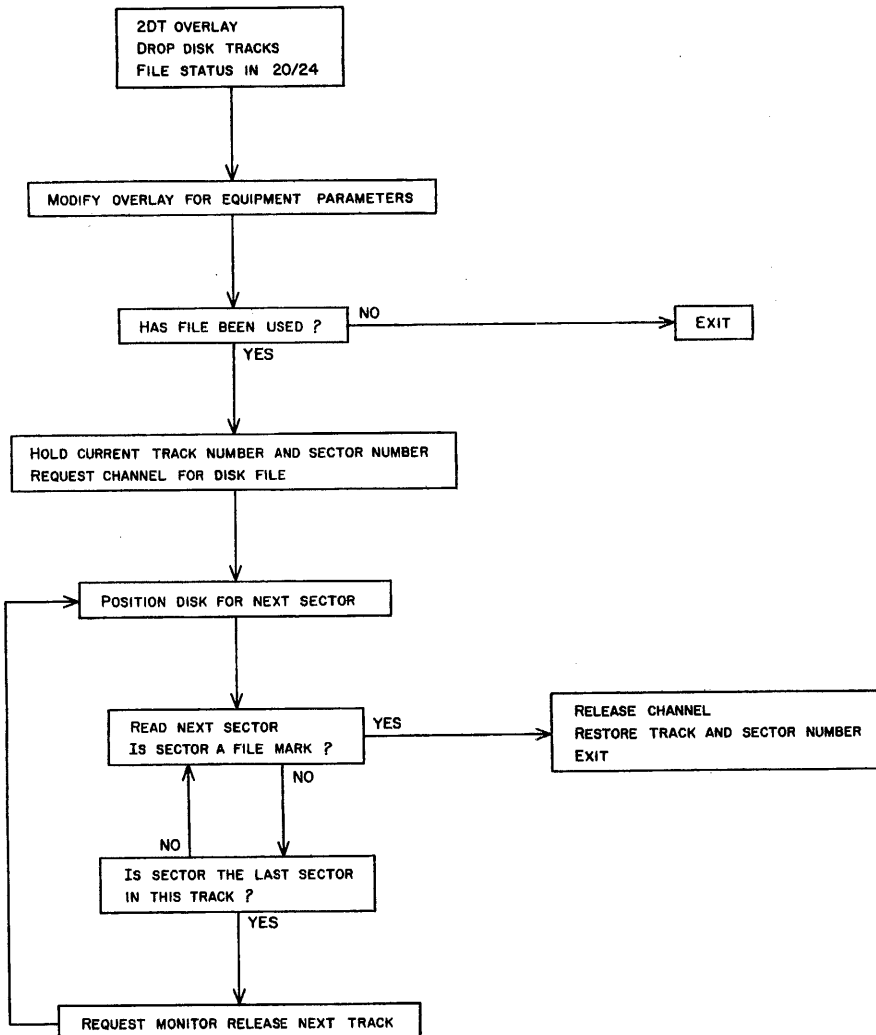 2DT OVERLAY
DROP DISK TRACKS
FILE STATUS IN 20/24
MODIFY OVERLAY FOR EQUIPMENT PARAMETERS
HAS FILE BEEN USED ?
NO
EXIT
YES
HOLD CURRENT TRACK NUMBER AND SECTOR NUMBER
REQUEST CHANNEL FOR DISK FILE
POSITION DISK FOR NEXT SECTOR
READ NEXT SECTOR
IS SECTOR A FILE MARK ?
YES
RELEASE CHANNEL
RESTORE TRACK AND SECTOR NUMBER
EXIT
NO
NO
IS SECTOR THE LAST SECTOR
IN THIS TRACK ?
YES
REQUEST MONITOR RELEASE NEXT TRACK